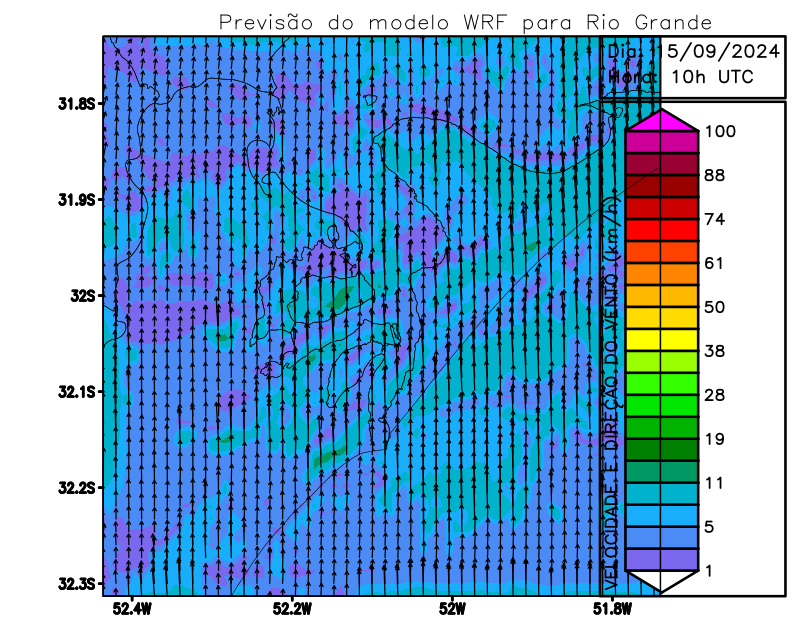 Previsão do modelo WRF para Rio Grande
Dia: 15/09/2024
Hora: 10h UTC
31.8S
31.9S
32S
32.1S
32.2S
32.3S
52.4W
52.2W
52W
51.8W
VELOCIDADE E DIREÇÃO DO VENTO (km/h)
100
88
74
61
50
38
28
19
11
5
1